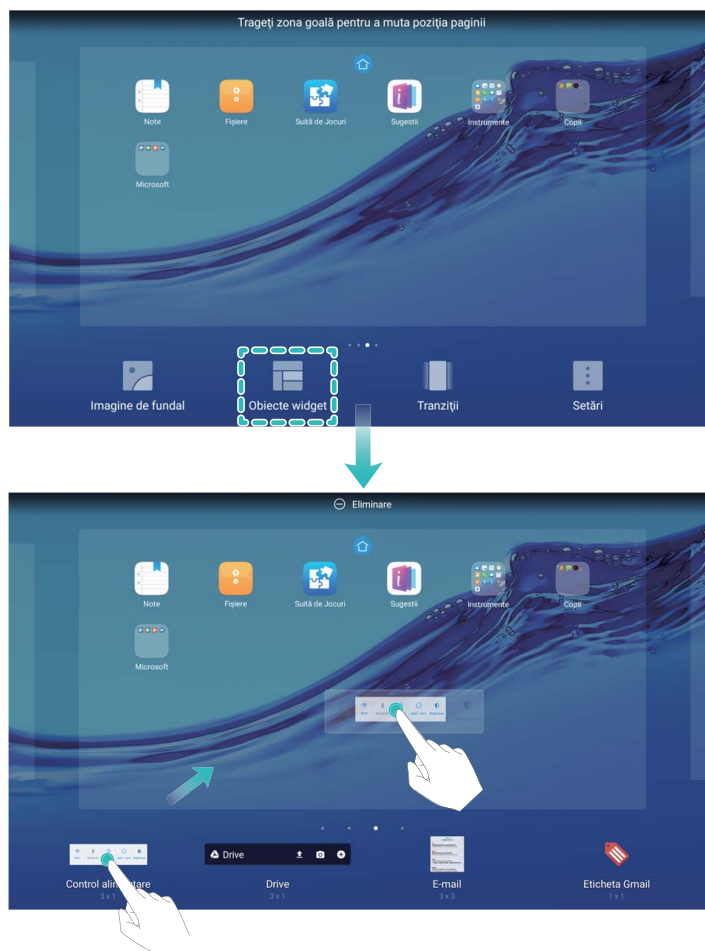 Trageți zona goală pentru a muta poziția paginii
Note
Fișiere
Suită de Jocuri
Sugestii
Instrumente
Copii
Microsoft
Imagine de fundal
Obiecte widget
Tranziții
Setări
Eliminare
Note
Fișiere
Suită de Jocuri
Sugestii
Instrumente
Copii
Microsoft
Drive
Control alimentare
Drive
E-mail
Eticheta Gmail
3 x 1
3 x 1
3 x 3
1 x 1